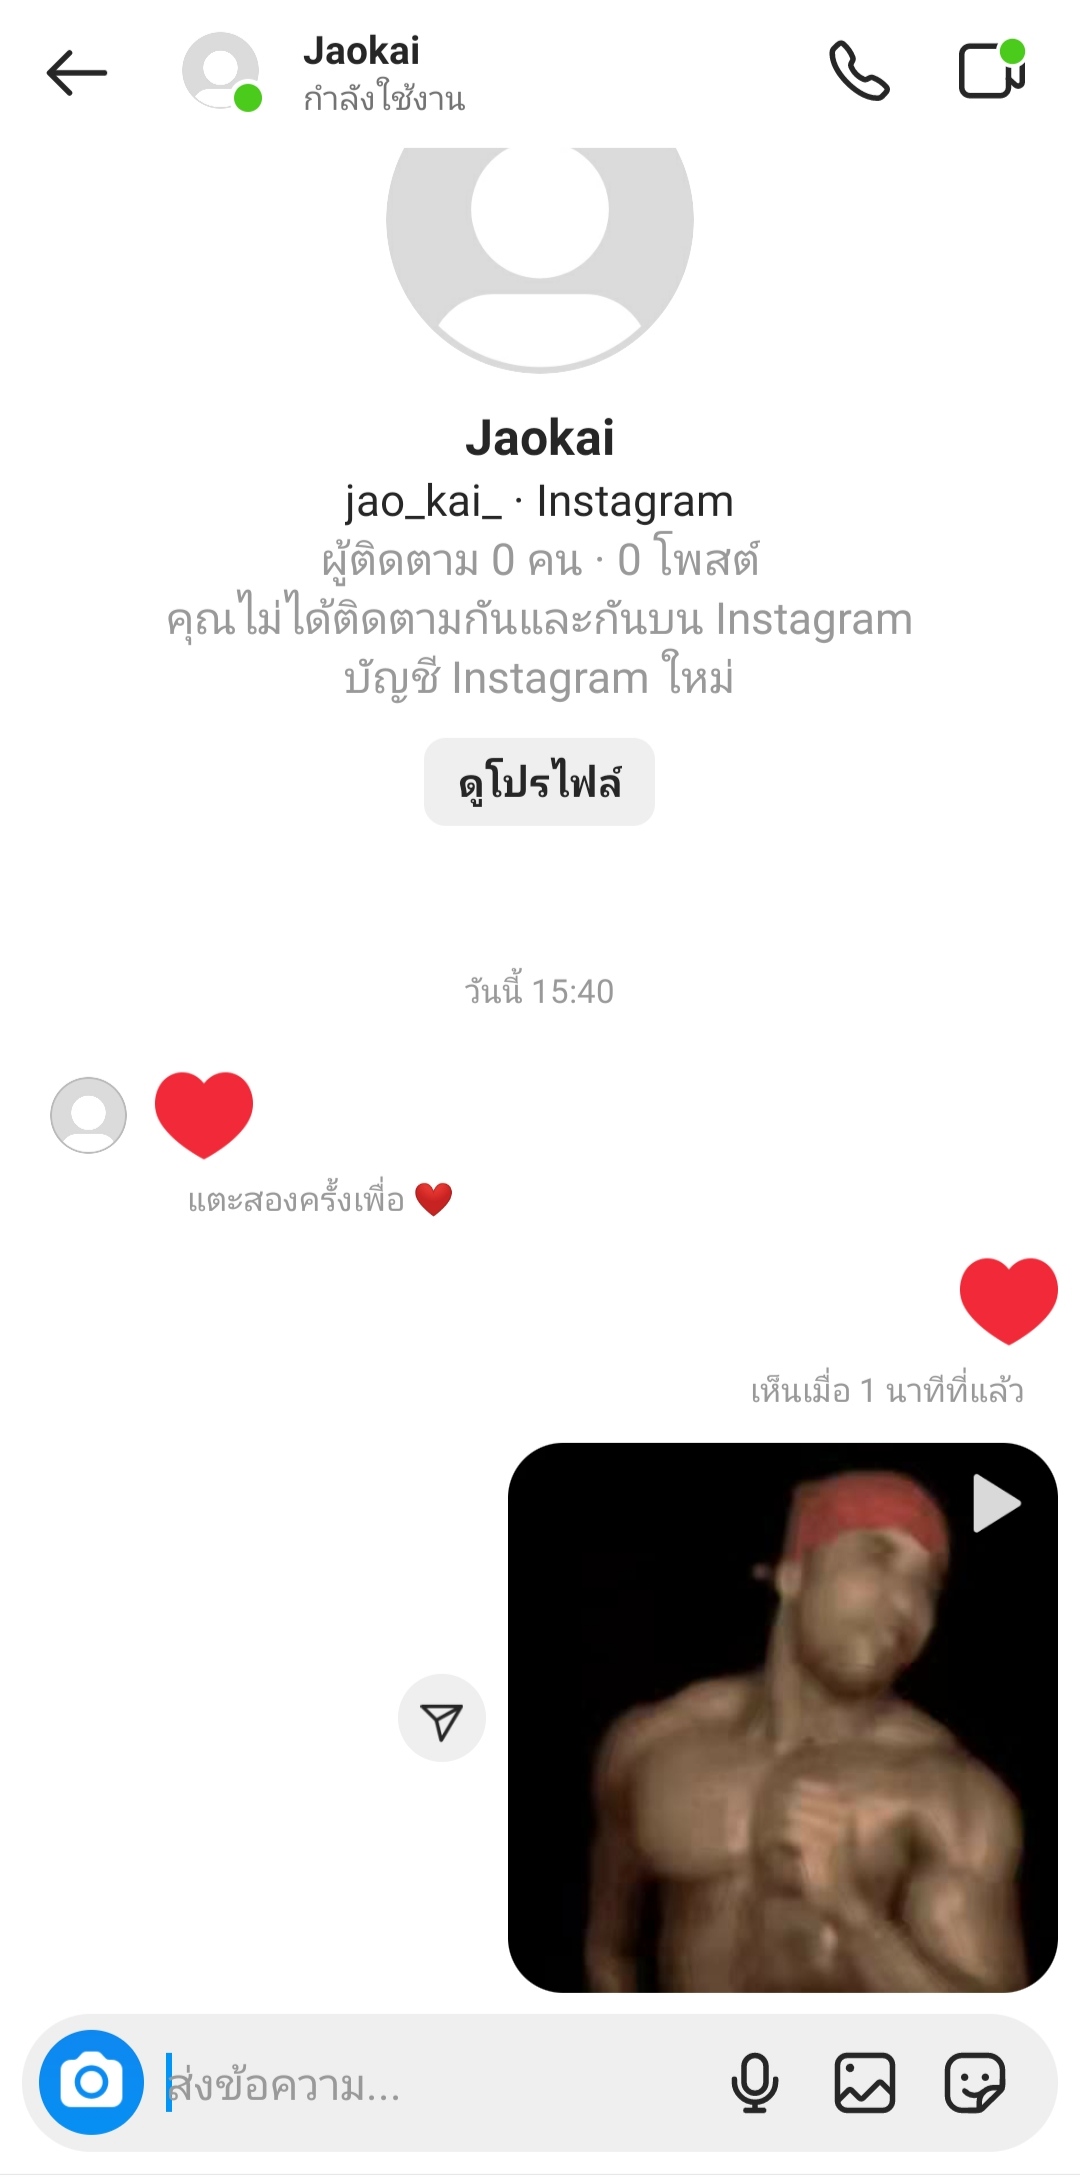 Jaokai
กำลังใช้งาน
Jaokai
jao_kai_ · Instagram
ผู้ติดตาม 0 คน · 0 โพสต์
คุณไม่ได้ติดตามกันและกันบน Instagram
บัญชี Instagram ใหม่
ดูโปรไฟล์
วันนี้ 15:40
แตะสองครั้งเพื่อ ❤️
เห็นเมื่อ 1 นาทีที่แล้ว
ส่งข้อความ...